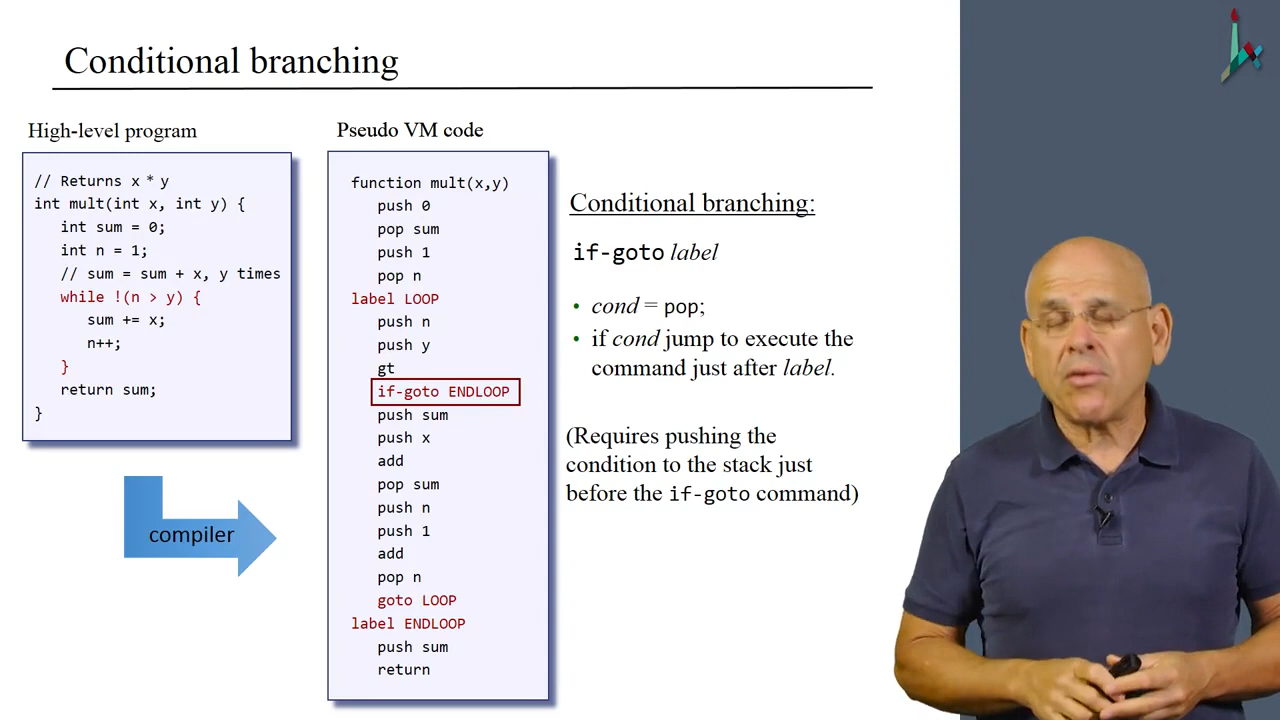 Conditional branching
High-level program
// Returns x * y
int mult(int x, int y) {
int sum = 0;
int n = 1;
// sum = sum + x, y times
while !(n > y) {
sum += x;
n++;
}
return sum;
}
compiler
Pseudo VM code
function mult(x,y)
push 0
pop sum
push 1
pop n
label LOOP
push n
push y
gt
if-goto ENDLOOP
push sum
push x
add
pop sum
push n
push 1
add
pop n
goto LOOP
label ENDLOOP
push sum
return
Conditional branching:
if-goto label
• cond = pop;
• if cond jump to execute the
command just after label.
(Requires pushing the
condition to the stack just
before the if-goto command)